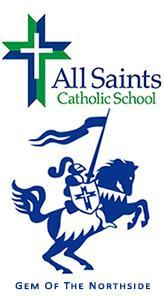 All Saints
Catholic School
GEM OF THE NORTHSIDE